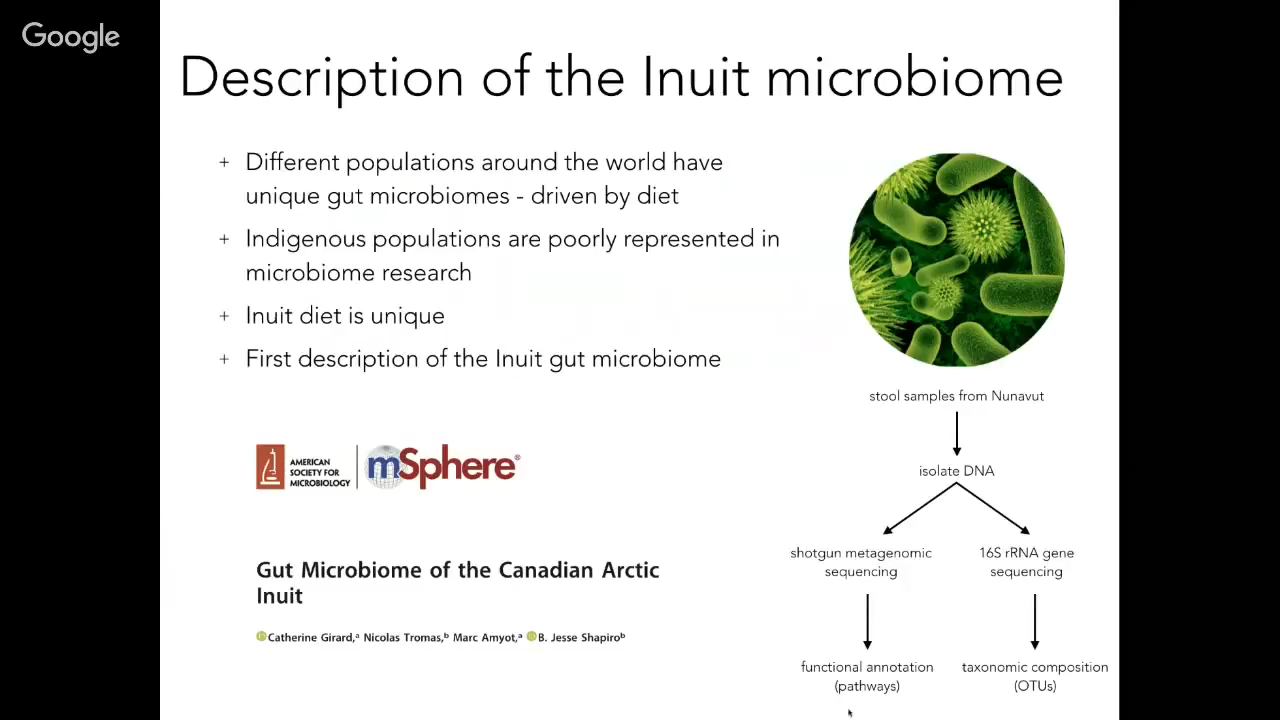 Google
Description of the Inuit microbiome
+ Different populations around the world have
unique gut microbiomes - driven by diet
+ Indigenous populations are poorly represented in
microbiome research
+ Inuit diet is unique
+ First description of the Inuit gut microbiome
stool samples from Nunavut
isolate DNA
shotgun metagenomic
sequencing
16S rRNA gene
sequencing
functional annotation
(pathways)
taxonomic composition
(OTUs)
AMERICAN
SOCIETY FOR
MICROBIOLOGY
mSphere®
Gut Microbiome of the Canadian Arctic
Inuit
iD Catherine Girard,ᵃ Nicolas Tromas,ᵇ Marc Amyot,ᵃ iD B. Jesse Shapiroᵇ